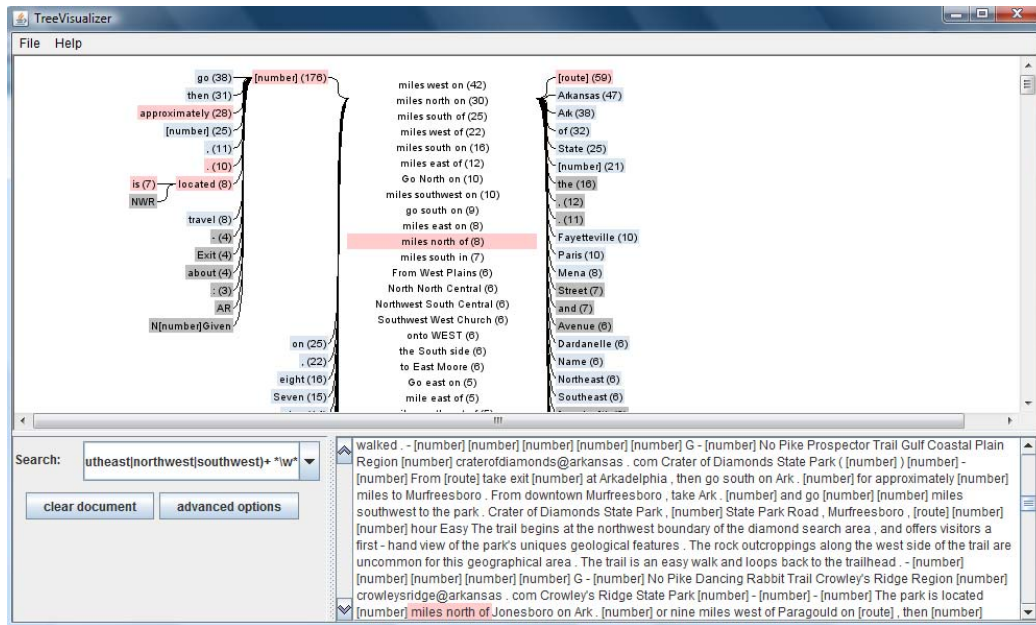 TreeVisualizer
File Help
go (38)
then (31)
approximately (28)
[number] (25)
, (11)
. (10)
is (7) located (8)
NWR
travel (8)
- (4)
Exit (4)
about (4)
: (3)
AR
N[number]Given
on (25)
, (22)
eight (16)
Seven (15)
[number] (176)
miles west on (42)
miles north on (30)
miles south of (25)
miles west of (22)
miles south on (16)
miles east of (12)
Go North on (10)
miles southwest on (10)
go south on (9)
miles east on (8)
miles north of (8)
miles south in (7)
From West Plains (6)
North North Central (6)
Northwest South Central (6)
Southwest West Church (6)
onto WEST (6)
the South side (6)
to East Moore (6)
Go east on (5)
mile east of (5)
[route] (59)
Arkansas (47)
Ark (38)
of (32)
State (25)
[number] (21)
the (16)
, (12)
. (11)
Fayetteville (10)
Paris (10)
Mena (8)
Street (7)
and (7)
Avenue (6)
Dardanelle (6)
Name (6)
Northeast (6)
Southeast (6)
Search: utheast|northwest|southwest)+ *\w*
clear document advanced options
walked . - [number] [number] [number] [number] [number] G - [number] No Pike Prospector Trail Gulf Coastal Plain
Region [number] craterofdiamonds@arkansas . com Crater of Diamonds State Park ( [number] ) [number] -
[number] From [route] take exit [number] at Arkadelphia , then go south on Ark . [number] for approximately [number]
miles to Murfreesboro . From downtown Murfreesboro , take Ark . [number] and go [number] [number] miles
southwest to the park . Crater of Diamonds State Park , [number] State Park Road , Murfreesboro , [route] [number]
[number] hour Easy The trail begins at the northwest boundary of the diamond search area , and offers visitors a
first - hand view of the park's uniques geological features . The rock outcroppings along the west side of the trail are
uncommon for this geographical area . The trail is an easy walk and loops back to the trailhead . - [number]
[number] [number] [number] [number] G - [number] No Pike Dancing Rabbit Trail Crowley's Ridge Region [number]
crowleysridge@arkansas . com Crowley's Ridge State Park [number] - [number] - [number] The park is located
[number] miles north of Jonesboro on Ark . [number] or nine miles west of Paragould on [route] , then [number]